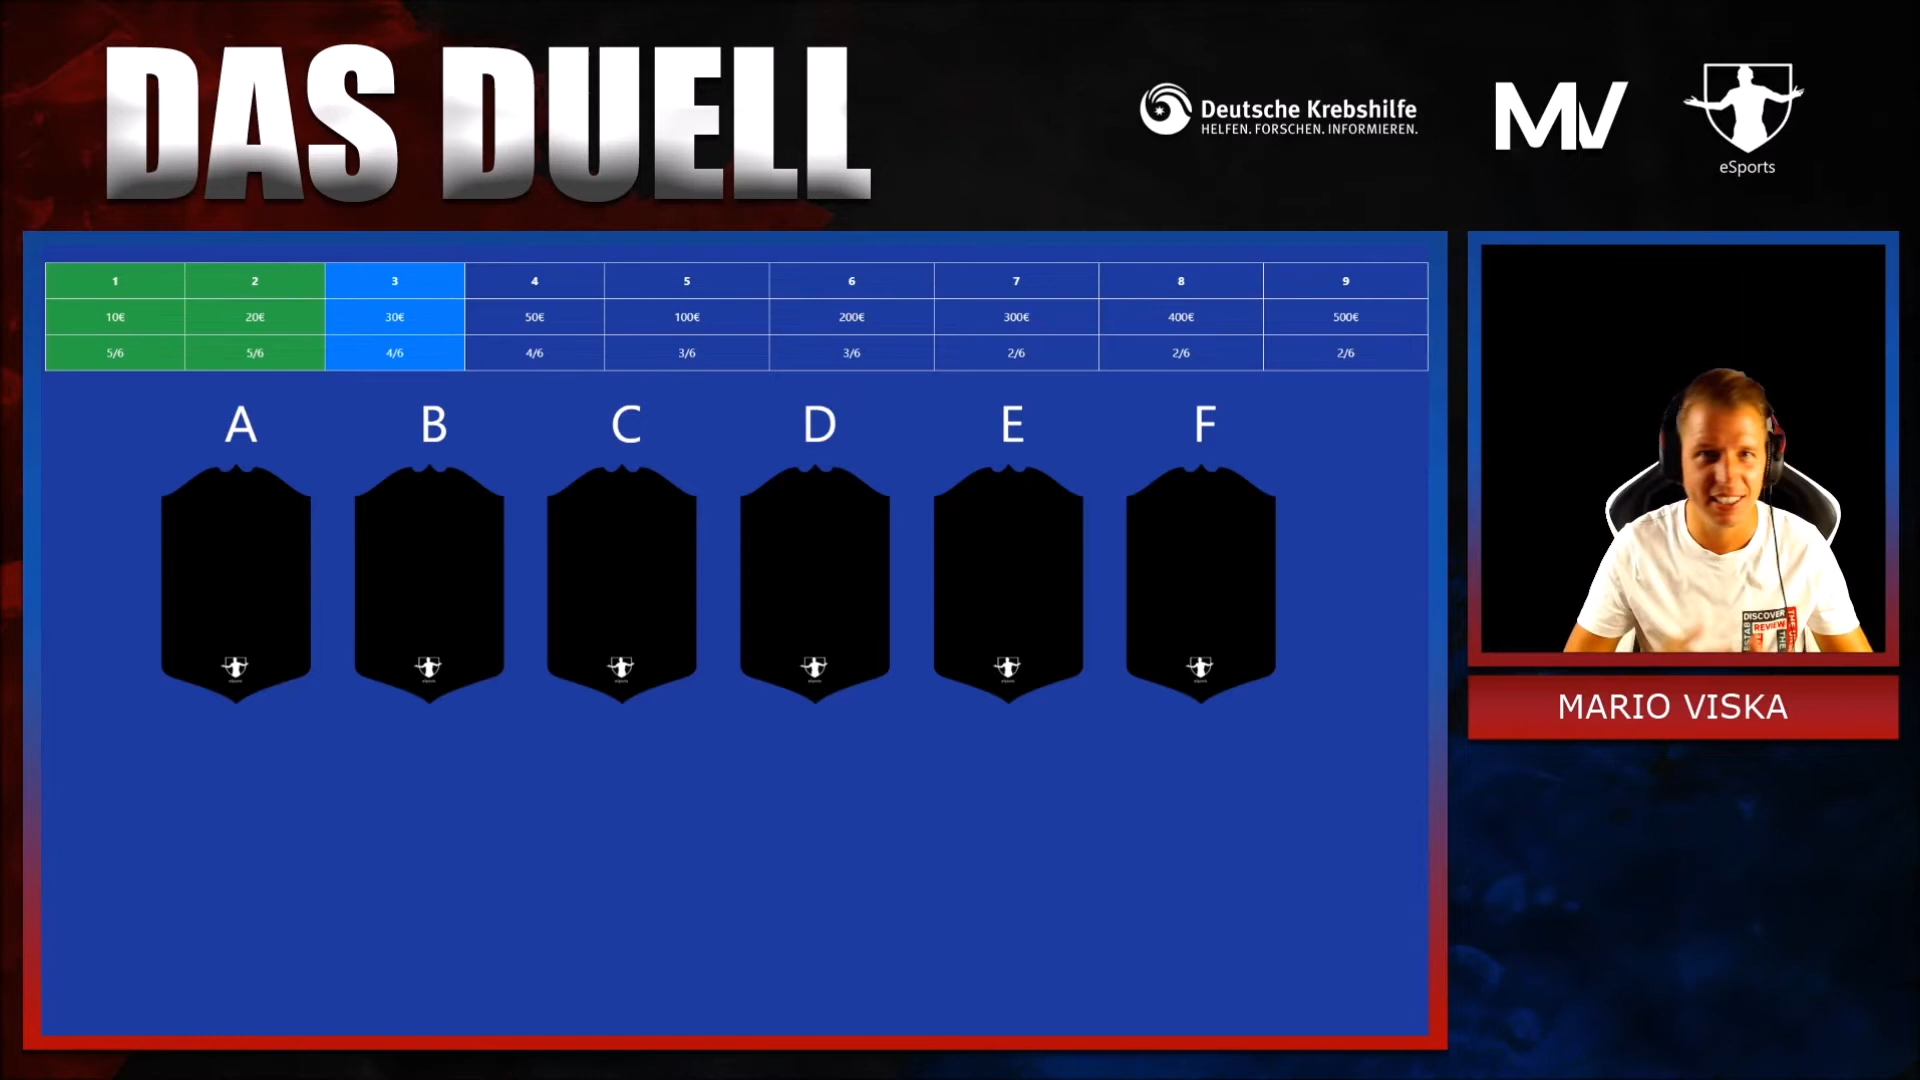 DAS DUELL
Deutsche Krebshilfe
HELFEN. FORSCHEN. INFORMIEREN.
MV
eSports
1 2 3 4 5 6 7 8 9
10€ 20€ 30€ 50€ 100€ 200€ 300€ 400€ 500€
5/6 5/6 4/6 4/6 3/6 3/6 2/6 2/6 2/6
A B C D E F
DISCOVER
REVIEW
MARIO VISKA